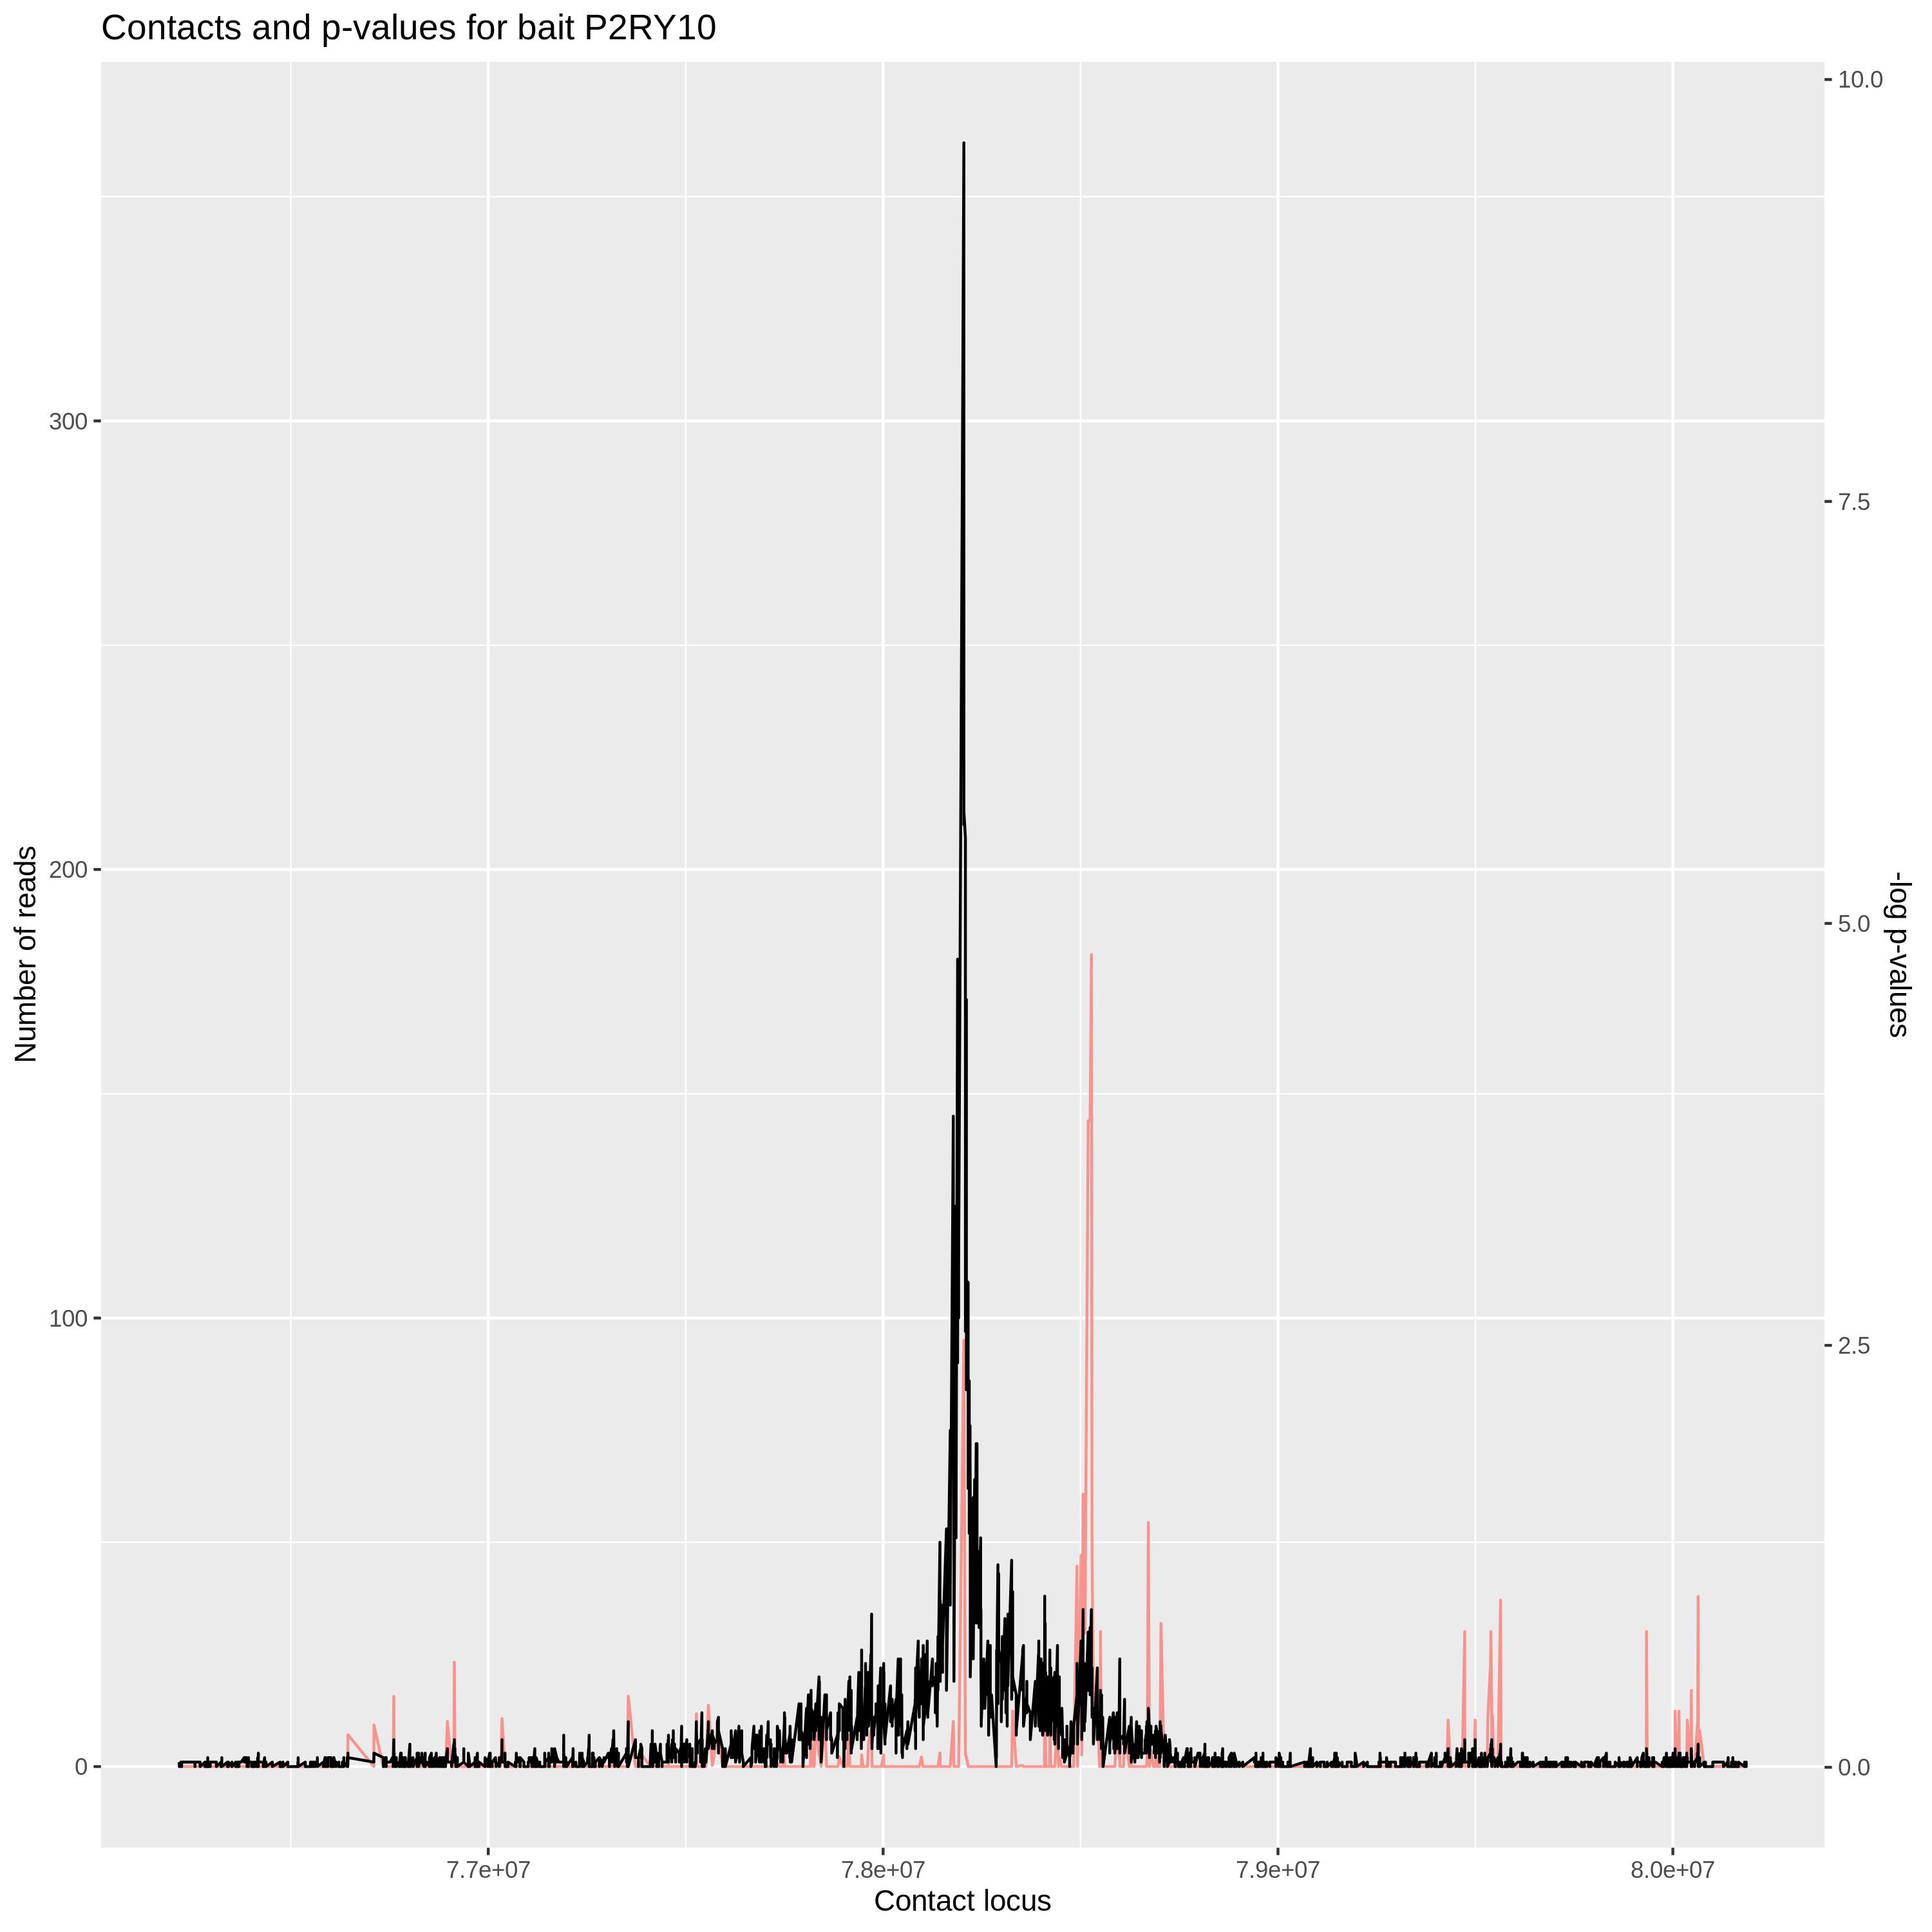 Contacts and p-values for bait P2RY10
10.0
7.5
5.0
2.5
0.0
-log p-values
300
200
100
0
Number of reads
7.7e+07 7.8e+07 7.9e+07 8.0e+07
Contact locus